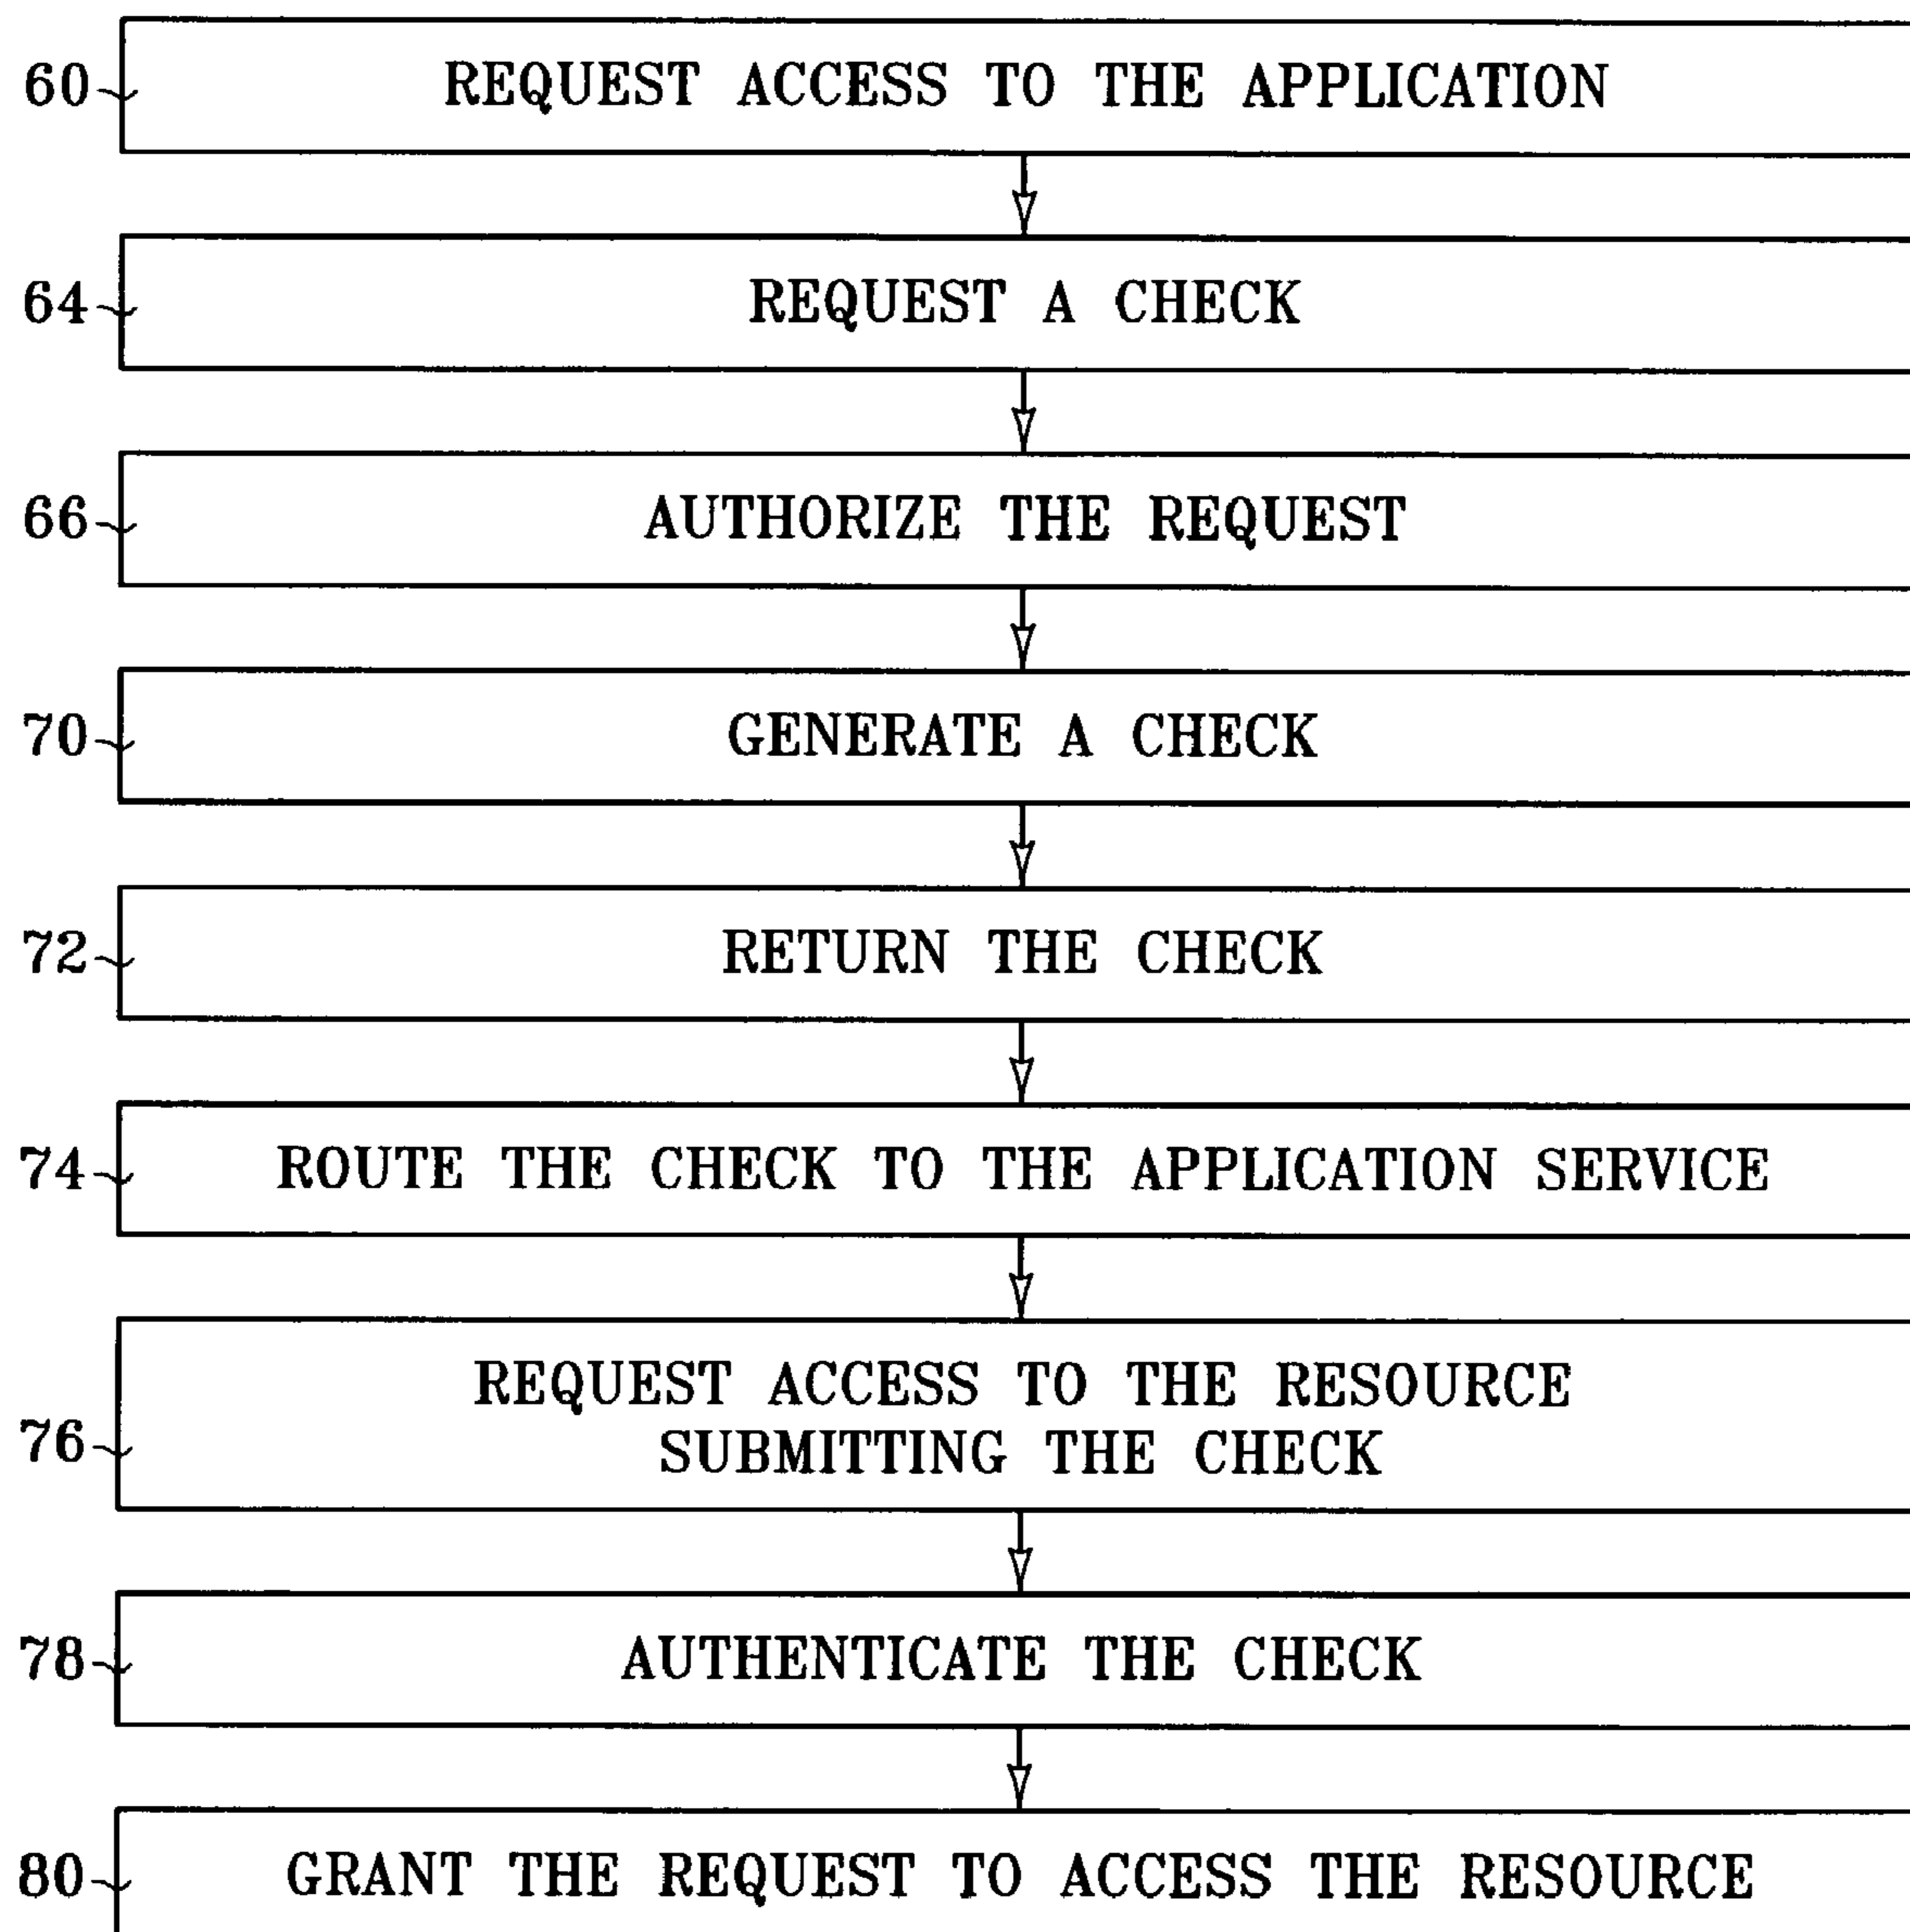 60 REQUEST ACCESS TO THE APPLICATION
64 REQUEST A CHECK
66 AUTHORIZE THE REQUEST
70 GENERATE A CHECK
72 RETURN THE CHECK
74 ROUTE THE CHECK TO THE APPLICATION SERVICE
REQUEST ACCESS TO THE RESOURCE
76 SUBMITTING THE CHECK
78 AUTHENTICATE THE CHECK
80 GRANT THE REQUEST TO ACCESS THE RESOURCE